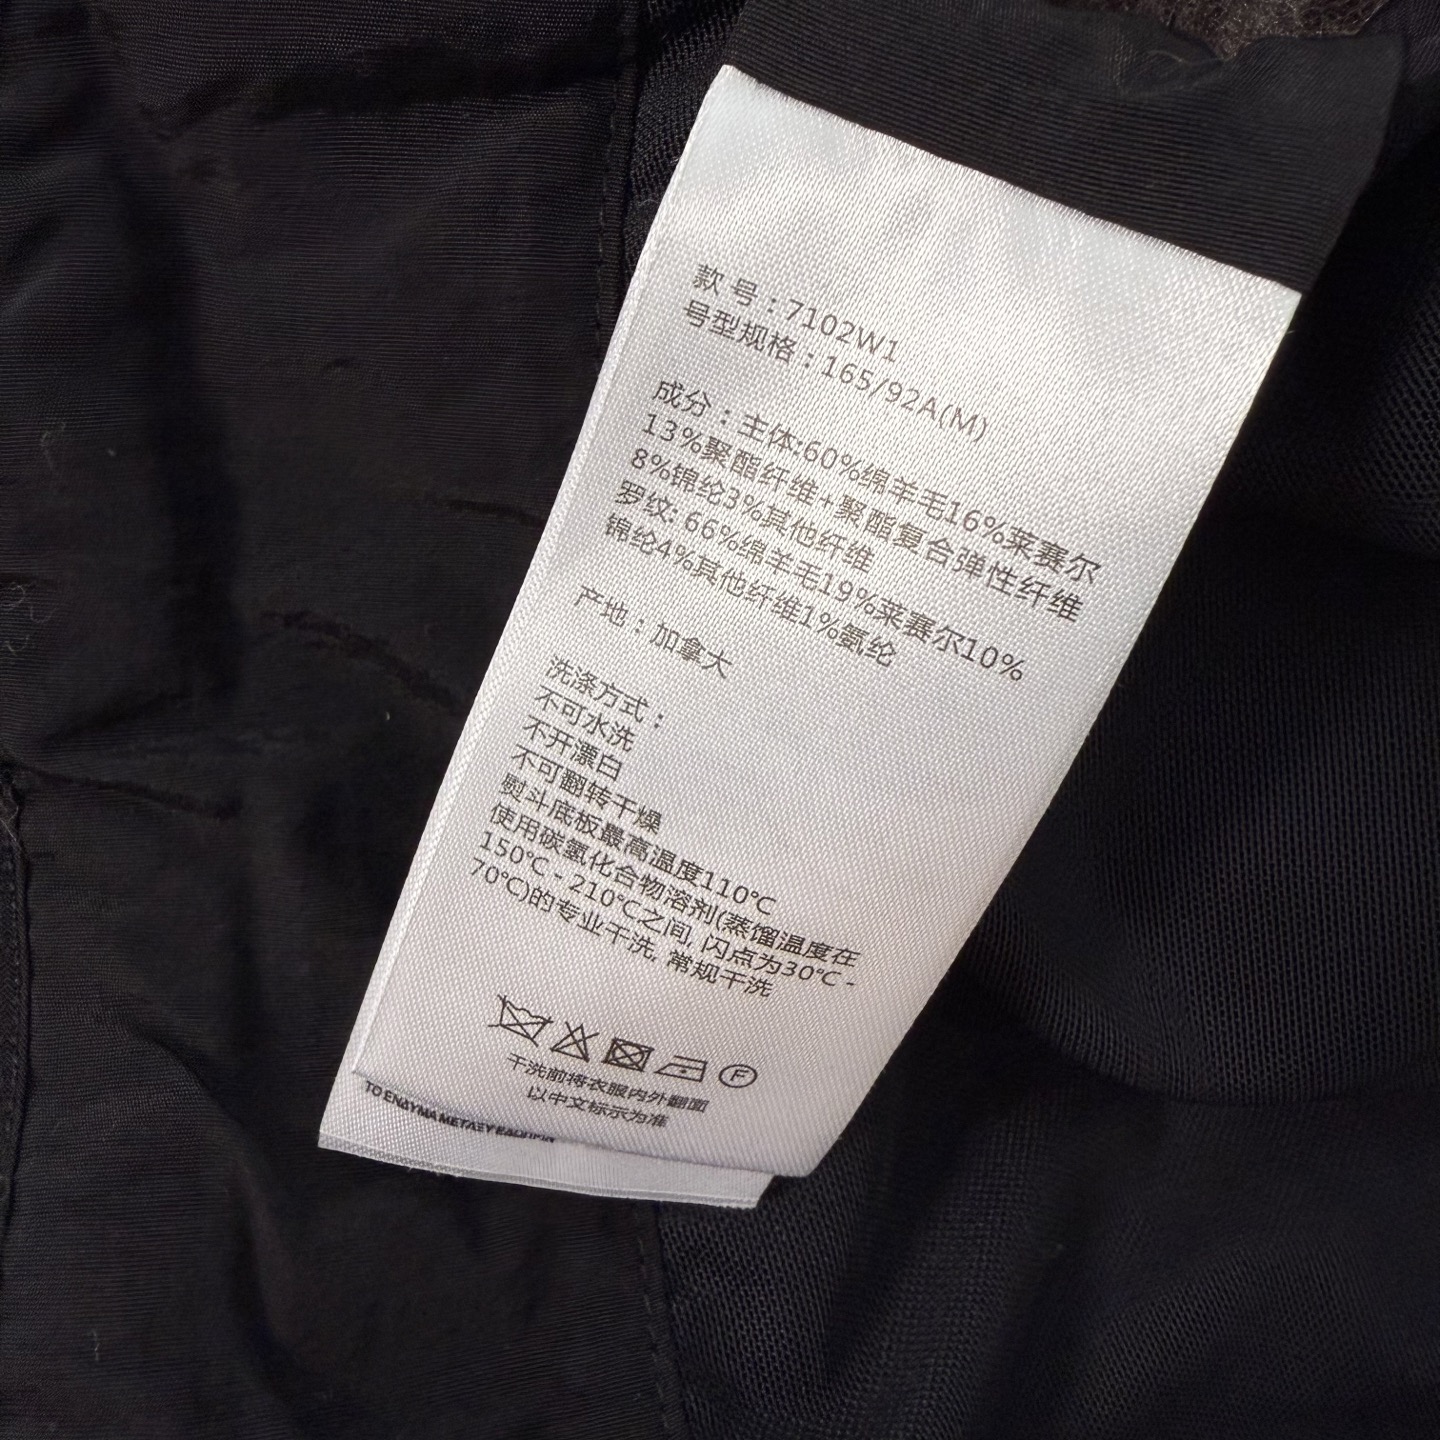 款号：7102W1
号型规格：165/92A(M)
成分：主体:60%绵羊毛16%莱赛尔
13%聚酯纤维+聚酯复合弹性纤维
8%锦纶3%其他纤维
罗纹: 66%绵羊毛19%莱赛尔10%
锦纶4%其他纤维1%氨纶
产地：加拿大
洗涤方式：
不可水洗
不开漂白
不可翻转干燥
熨斗底板最高温度110℃
使用碳氢化合物溶剂(蒸馏温度在
150℃ - 210℃之间, 闪点为30℃ -
70℃)的专业干洗, 常规干洗
F
干洗前将衣服内外翻面
以中文标示为准
TO ENΔYMA METAΞY